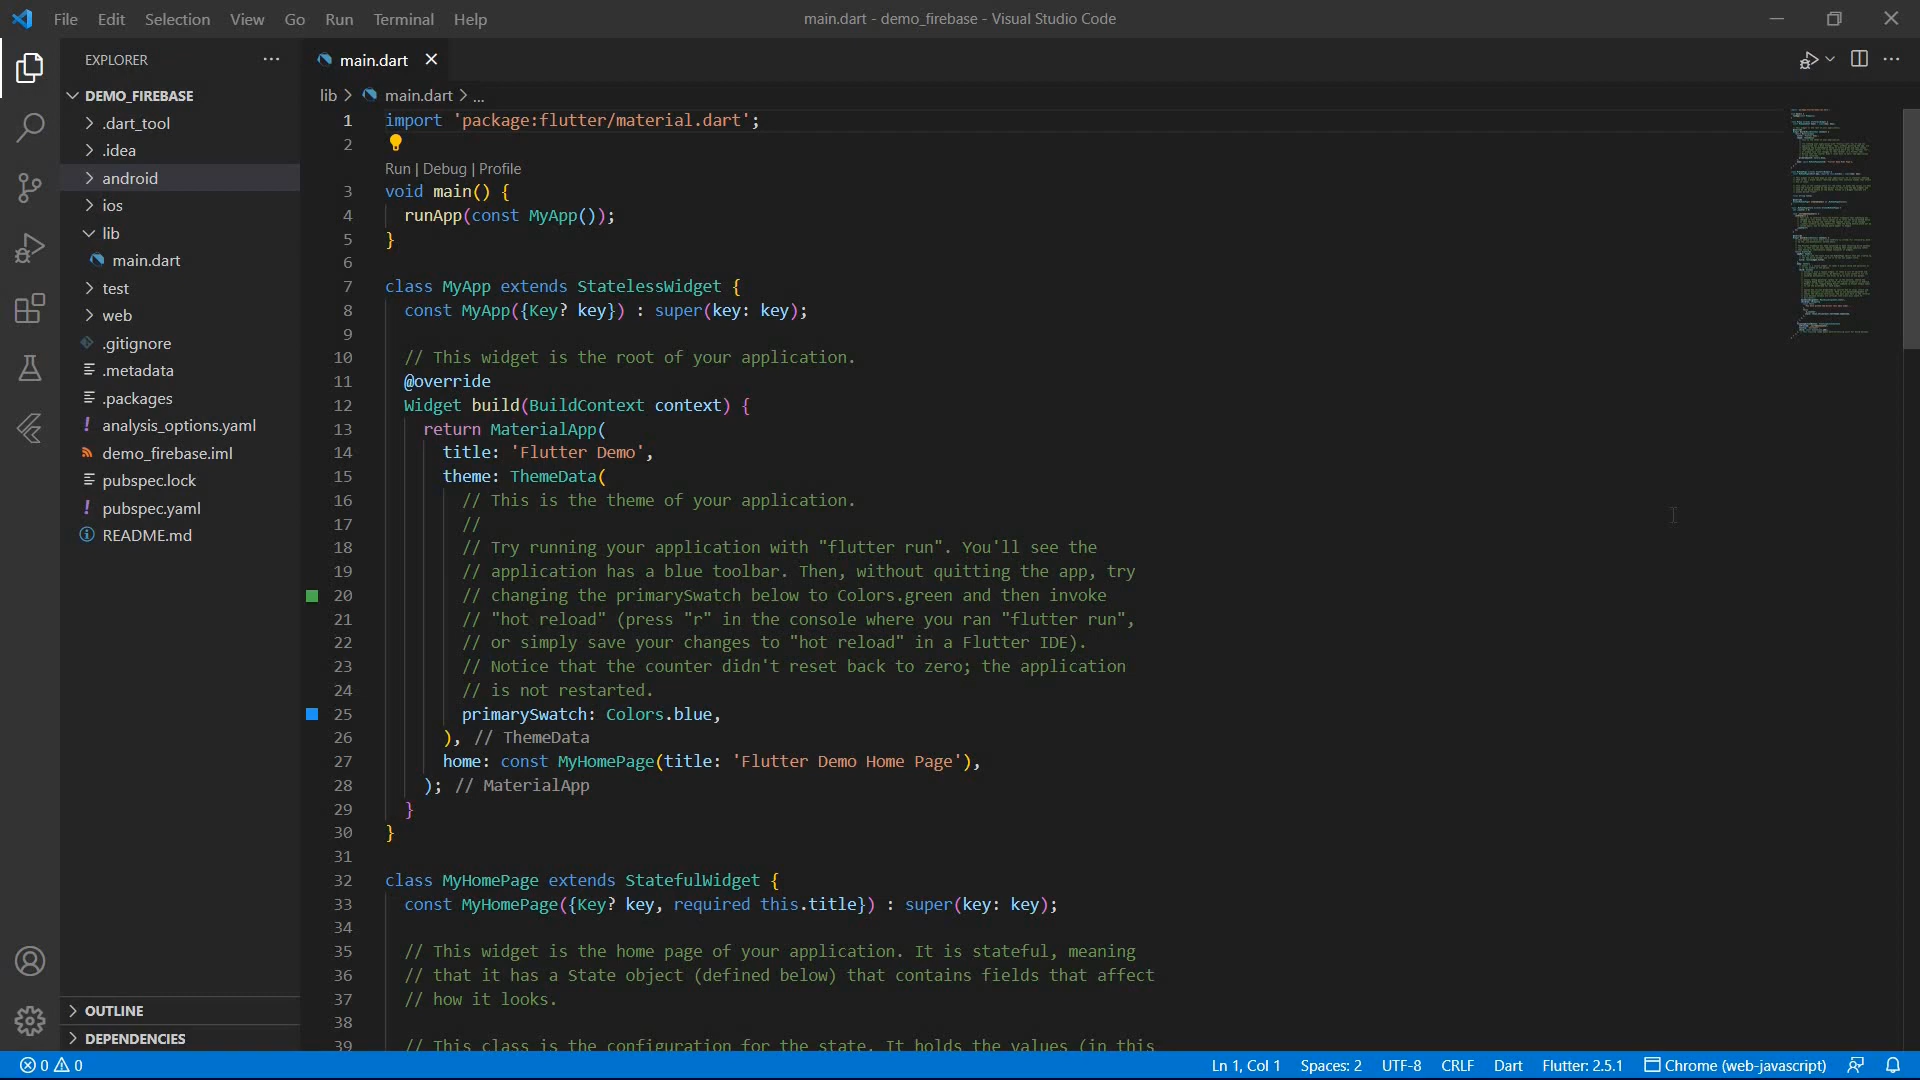 File Edit Selection View Go Run Terminal Help
main.dart - demo_firebase - Visual Studio Code
EXPLORER
DEMO_FIREBASE
.dart_tool
.idea
android
ios
lib
main.dart
test
web
.gitignore
.metadata
.packages
analysis_options.yaml
demo_firebase.iml
pubspec.lock
pubspec.yaml
README.md
OUTLINE
DEPENDENCIES
main.dart
lib > main.dart > ...
1 import 'package:flutter/material.dart';
2
Run | Debug | Profile
3 void main() {
4 runApp(const MyApp());
5 }
6
7 class MyApp extends StatelessWidget {
8 const MyApp({Key? key}) : super(key: key);
9
10 // This widget is the root of your application.
11 @override
12 Widget build(BuildContext context) {
13 return MaterialApp(
14 title: 'Flutter Demo',
15 theme: ThemeData(
16 // This is the theme of your application.
17 //
18 // Try running your application with "flutter run". You'll see the
19 // application has a blue toolbar. Then, without quitting the app, try
20 // changing the primarySwatch below to Colors.green and then invoke
21 // "hot reload" (press "r" in the console where you ran "flutter run",
22 // or simply save your changes to "hot reload" in a Flutter IDE).
23 // Notice that the counter didn't reset back to zero; the application
24 // is not restarted.
25 primarySwatch: Colors.blue,
26 ), // ThemeData
27 home: const MyHomePage(title: 'Flutter Demo Home Page'),
28 ); // MaterialApp
29 }
30 }
31
32 class MyHomePage extends StatefulWidget {
33 const MyHomePage({Key? key, required this.title}) : super(key: key);
34
35 // This widget is the home page of your application. It is stateful, meaning
36 // that it has a State object (defined below) that contains fields that affect
37 // how it looks.
38
39 // This class is the configuration for the state. It holds the values (in this
0 0
Ln 1, Col 1 Spaces: 2 UTF-8 CRLF Dart Flutter: 2.5.1 Chrome (web-javascript)